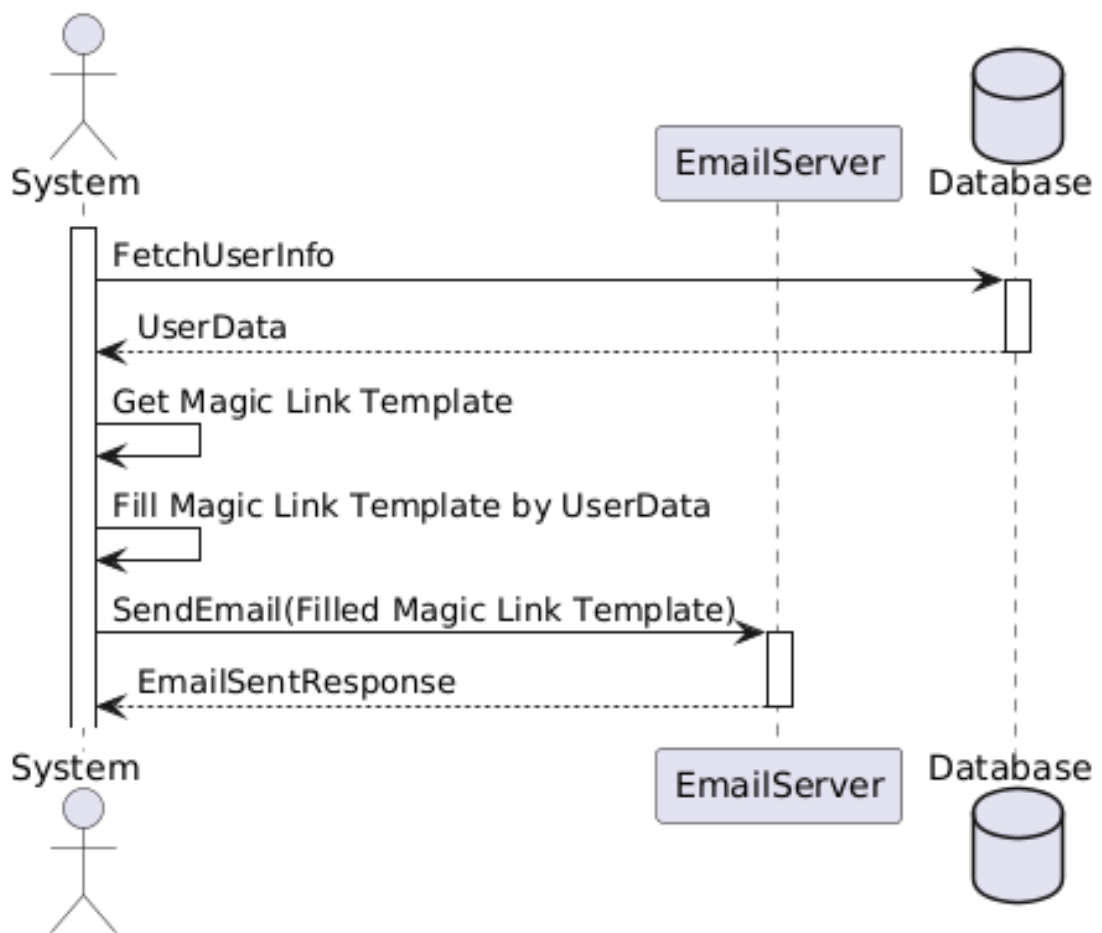 EmailServer
System
Database
FetchUserInfo
UserData
Get Magic Link Template
Fill Magic Link Template by UserData
SendEmail(Filled Magic Link Template)
EmailSentResponse
System
EmailServer
Database